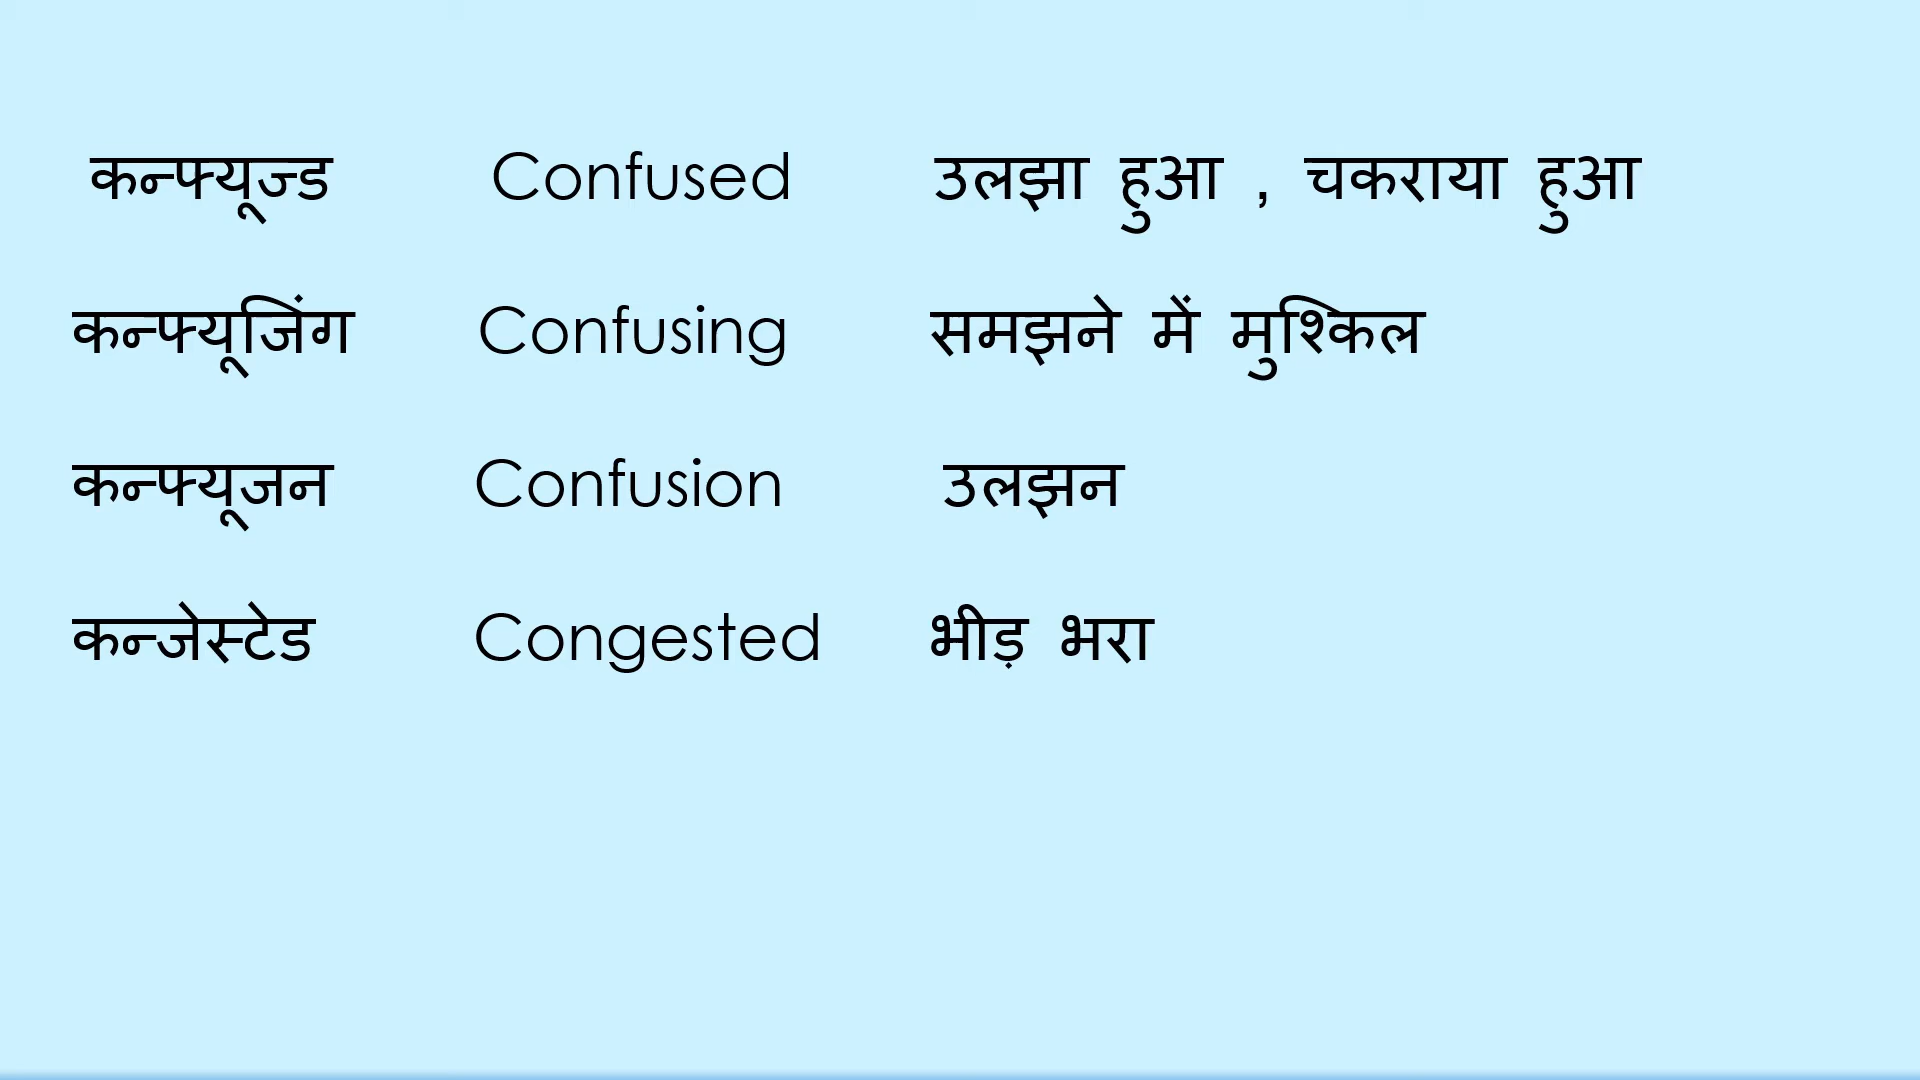 कन्फ्यूज्ड Confused उलझा हुआ , चकराया हुआ
कन्फ्यूजिंग Confusing समझने में मुश्किल
कन्फ्यूजन Confusion उलझन
कन्जेस्टेड Congested भीड़ भरा